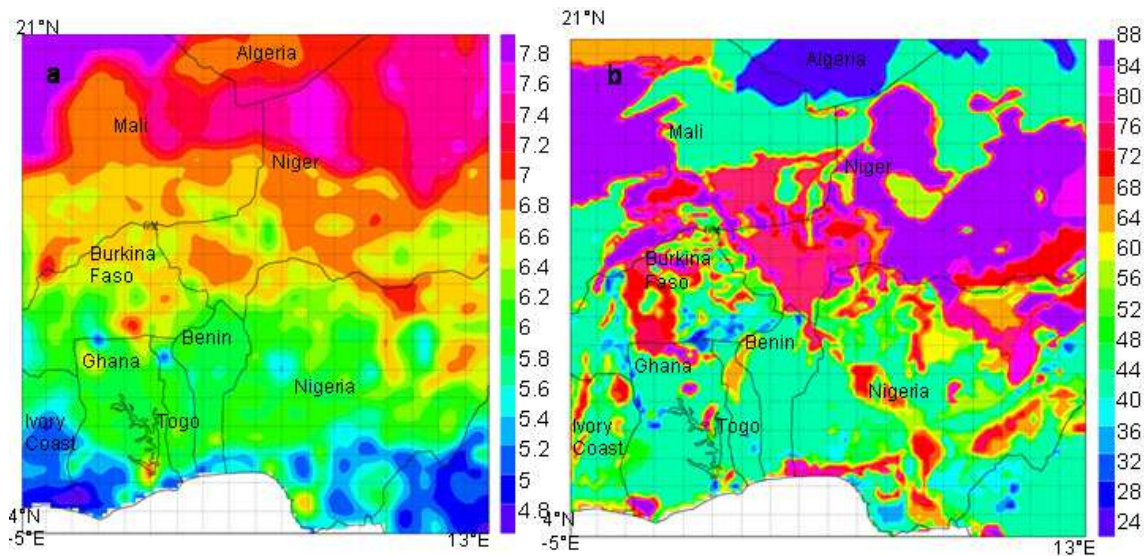 21°N
a
Algeria
Mali
Niger
Burkina
Faso
Benin
Ghana
Nigeria
Ivory
Coast
Togo
4°N
-5°E
13°E
7.8
7.6
7.4
7.2
7
6.8
6.6
6.4
6.2
6
5.8
5.6
5.4
5.2
5
4.8
21°N
b
Algeria
Mali
Niger
Burkina
Faso
Benin
Ghana
Nigeria
Ivory
Coast
Togo
4°N
-5°E
13°E
88
84
80
76
72
68
64
60
56
52
48
44
40
36
32
28
24